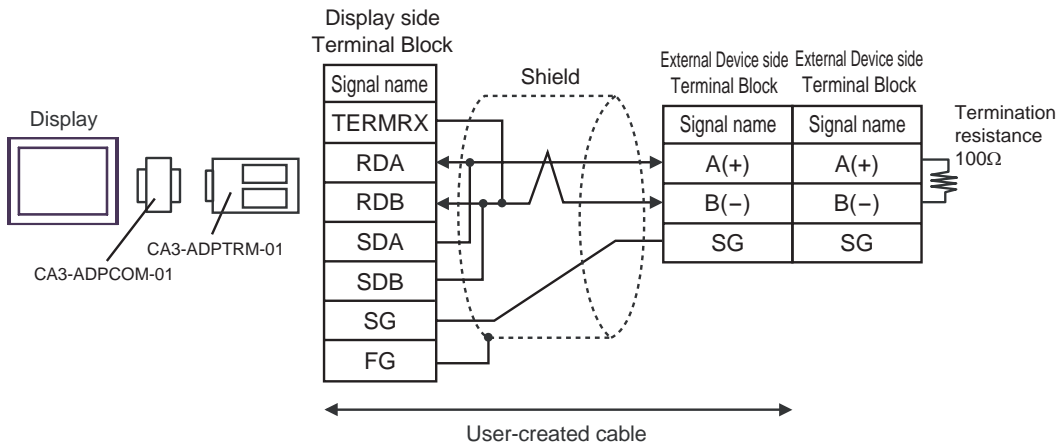 Display side
Terminal Block
Signal name
TERMRX
RDA
RDB
SDA
SDB
SG
FG
Shield
External Device side
Terminal Block
Signal name
A(+)
B(−)
SG
External Device side
Terminal Block
Signal name
A(+)
B(−)
SG
Termination
resistance
100Ω
Display
CA3-ADPTRM-01
CA3-ADPCOM-01
User-created cable